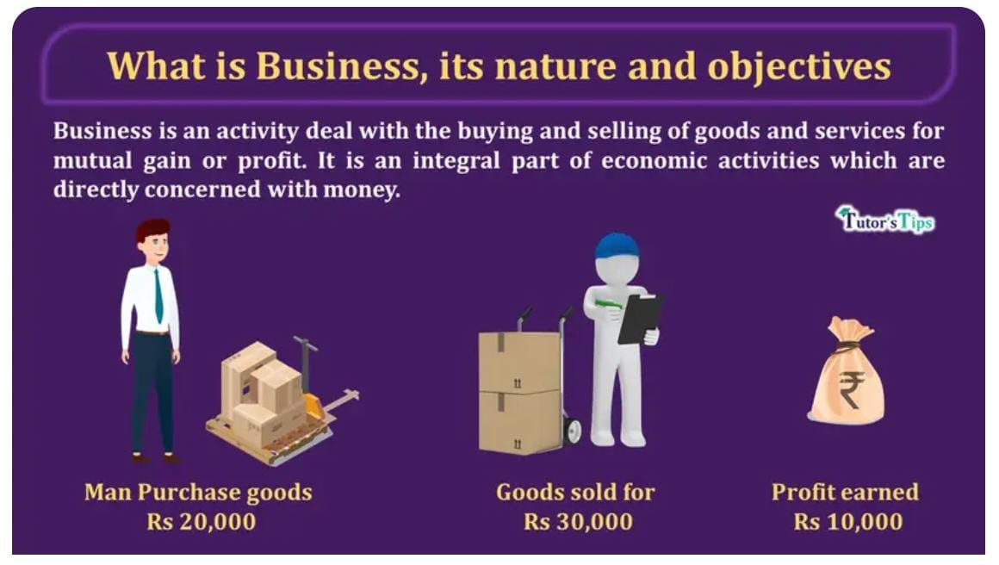 What is Business, its nature and objectives
Business is an activity deal with the buying and selling of goods and services for
mutual gain or profit. It is an integral part of economic activities which are
directly concerned with money.
Tutor'sTips
₹
Man Purchase goods
Rs 20,000
Goods sold for
Rs 30,000
Profit earned
Rs 10,000